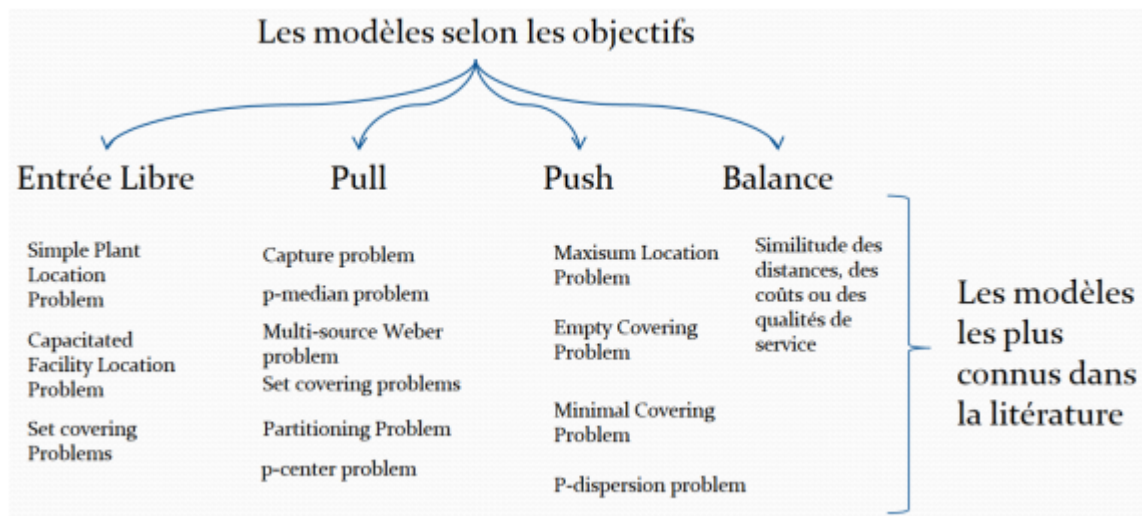 Les modèles selon les objectifs
Entrée Libre
Pull
Push
Balance
Simple Plant
Location
Problem
Capacitated
Facility Location
Problem
Set covering
Problems
Capture problem
p-median problem
Multi-source Weber
problem
Set covering problems
Partitioning Problem
p-center problem
Maxisum Location
Problem
Empty Covering
Problem
Minimal Covering
Problem
P-dispersion problem
Similitude des
distances, des
coûts ou des
qualités de
service
Les modèles
les plus
connus dans
la litérature